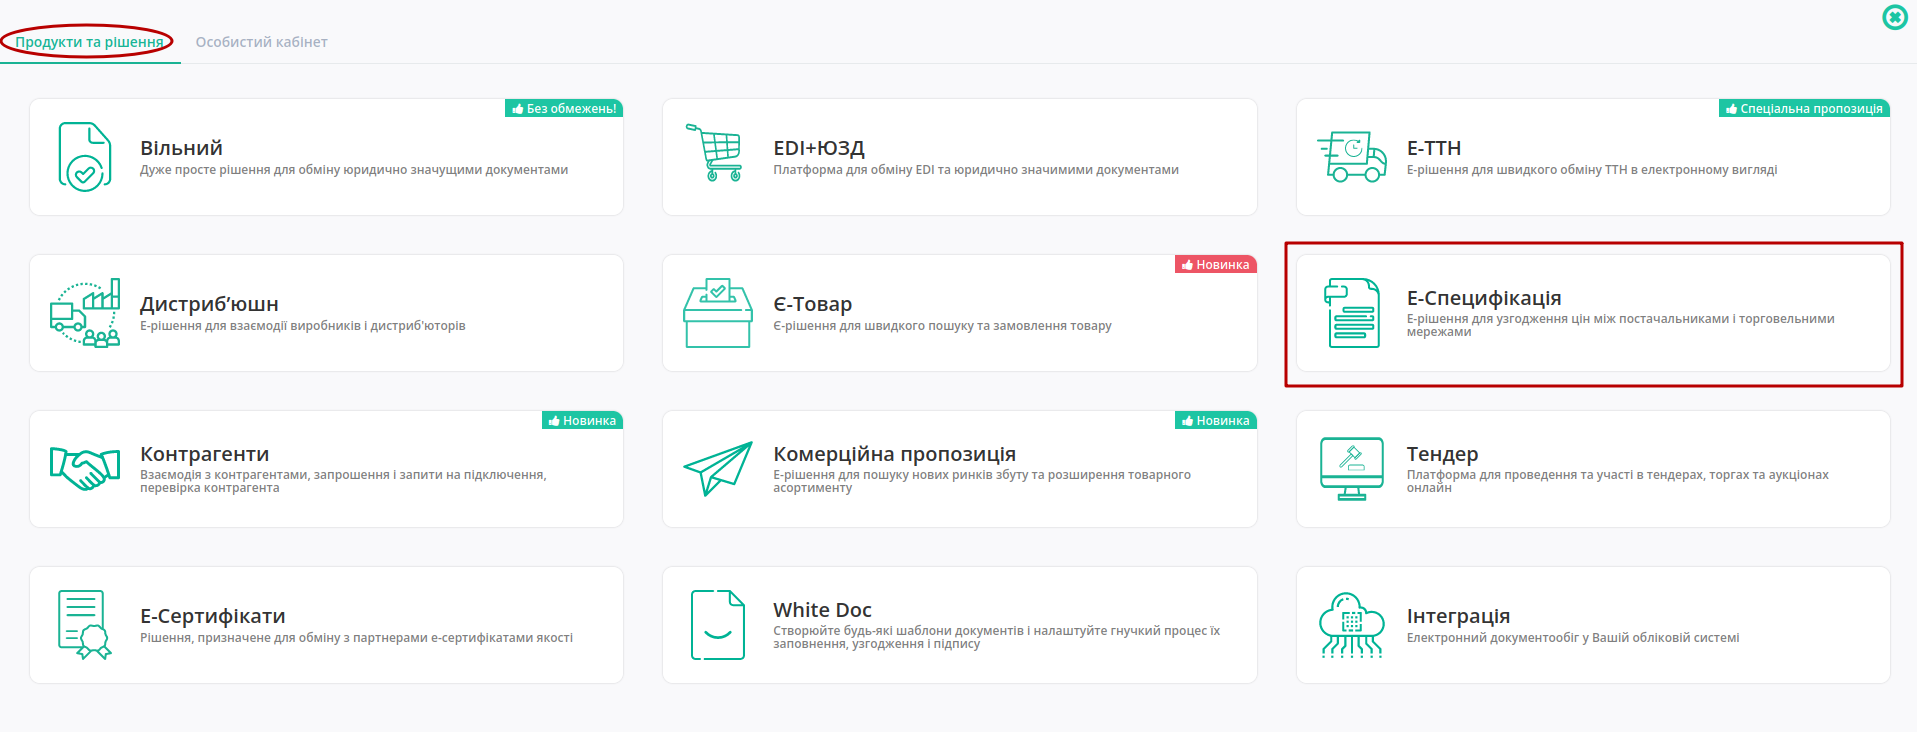 Продукти та рішення
Особистий кабінет
Без обмежень!
Вільний
Дуже просте рішення для обміну юридично значущими документами
EDI+ЮЗД
Платформа для обміну EDI та юридично значимими документами
Спеціальна пропозиція
Е-ТТН
Е-рішення для швидкого обміну ТТН в електронному вигляді
Дистриб’юшн
Е-рішення для взаємодії виробників і дистриб'юторів
Новинка
Є-Товар
Є-рішення для швидкого пошуку та замовлення товару
Е-Специфікація
Е-рішення для узгодження цін між постачальниками і торговельними
мережами
Новинка
Контрагенти
Взаємодія з контрагентами, запрошення і запити на підключення,
перевірка контрагента
Новинка
Комерційна пропозиція
Е-рішення для пошуку нових ринків збуту та розширення товарного
асортименту
Тендер
Платформа для проведення та участі в тендерах, торгах та аукціонах
онлайн
Е-Сертифікати
Рішення, призначене для обміну з партнерами е-сертифікатами якості
White Doc
Створюйте будь-які шаблони документів і налаштуйте гнучкий процес їх
заповнення, узгодження і підпису
Інтеграція
Електронний документообіг у Вашій обліковій системі